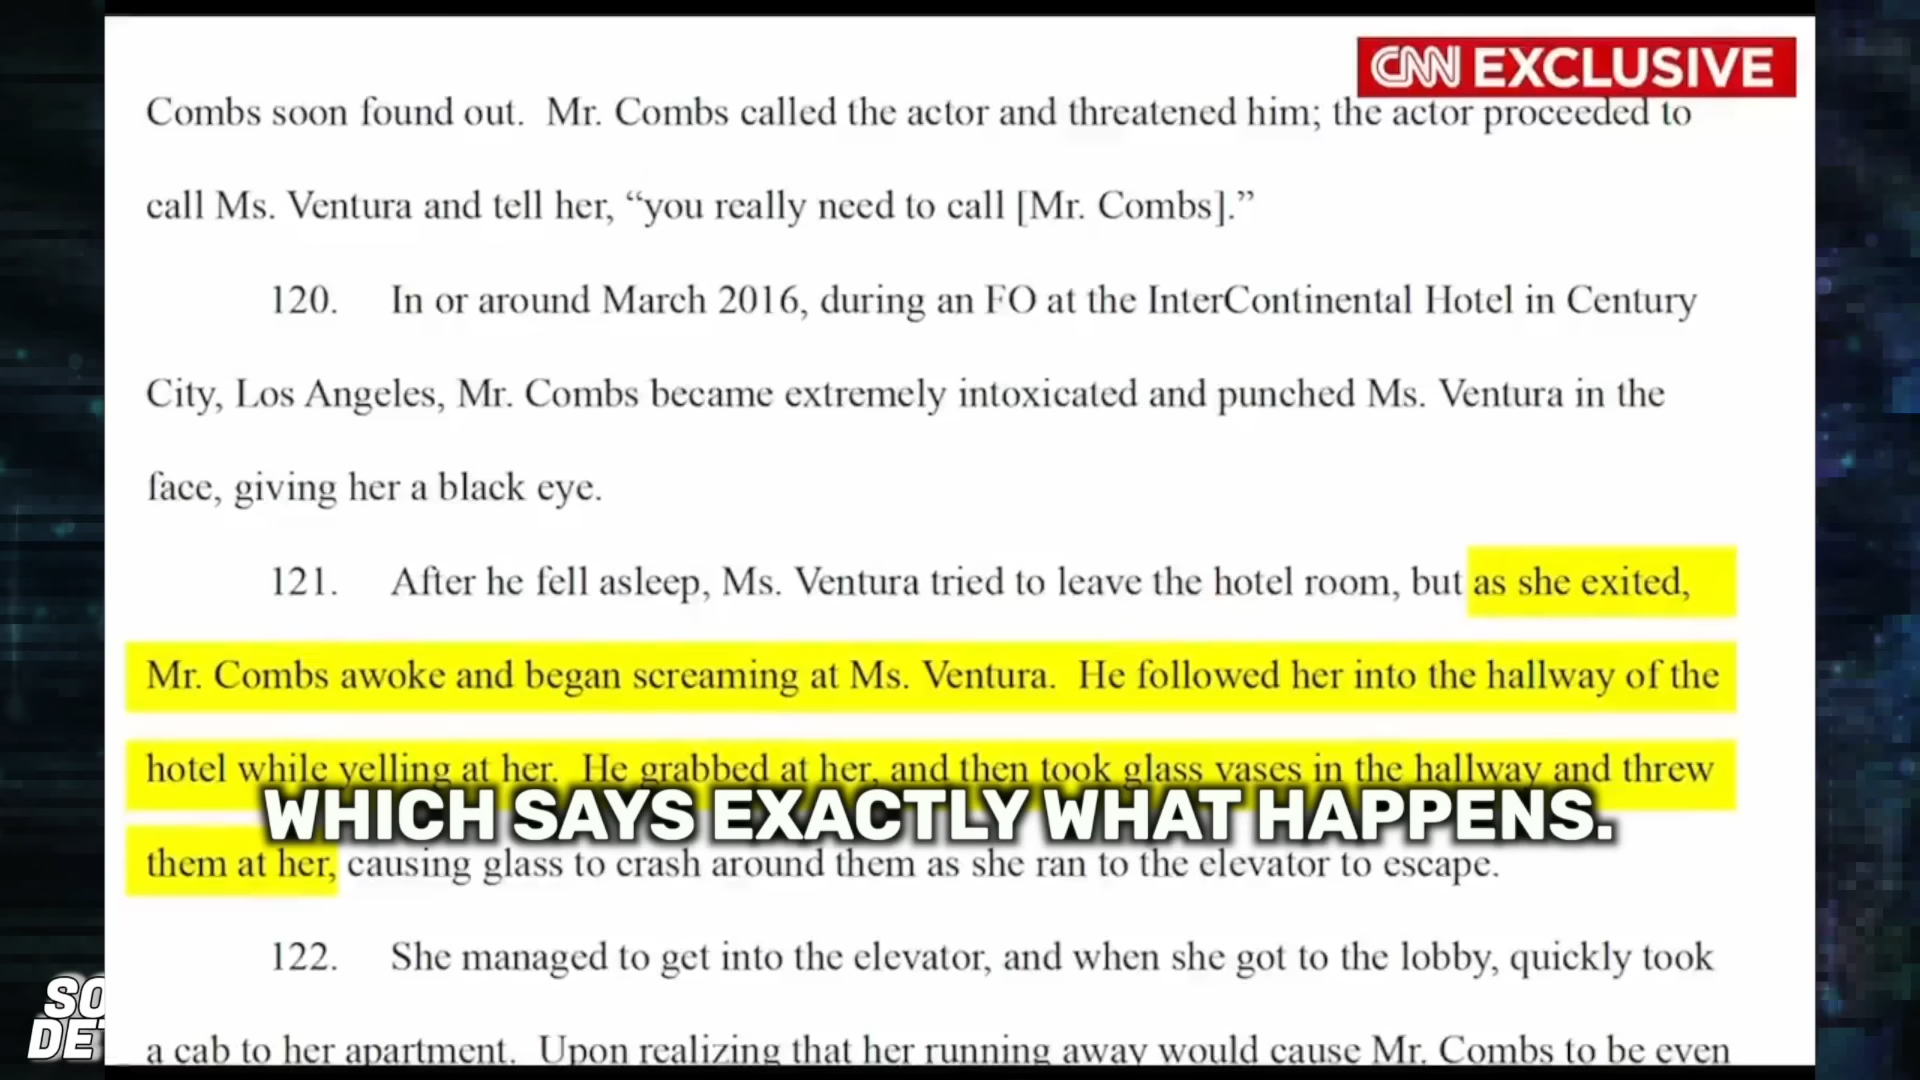 CNN EXCLUSIVE
Combs soon found out. Mr. Combs called the actor and threatened him; the actor proceeded to
call Ms. Ventura and tell her, “you really need to call [Mr. Combs].”
120. In or around March 2016, during an FO at the InterContinental Hotel in Century
City, Los Angeles, Mr. Combs became extremely intoxicated and punched Ms. Ventura in the
face, giving her a black eye.
121. After he fell asleep, Ms. Ventura tried to leave the hotel room, but as she exited,
Mr. Combs awoke and began screaming at Ms. Ventura. He followed her into the hallway of the
hotel while yelling at her. He grabbed at her, and then took glass vases in the hallway and threw
WHICH SAYS EXACTLY WHAT HAPPENS.
them at her, causing glass to crash around them as she ran to the elevator to escape.
122. She managed to get into the elevator, and when she got to the lobby, quickly took
a cab to her apartment. Upon realizing that her running away would cause Mr. Combs to be even
SO